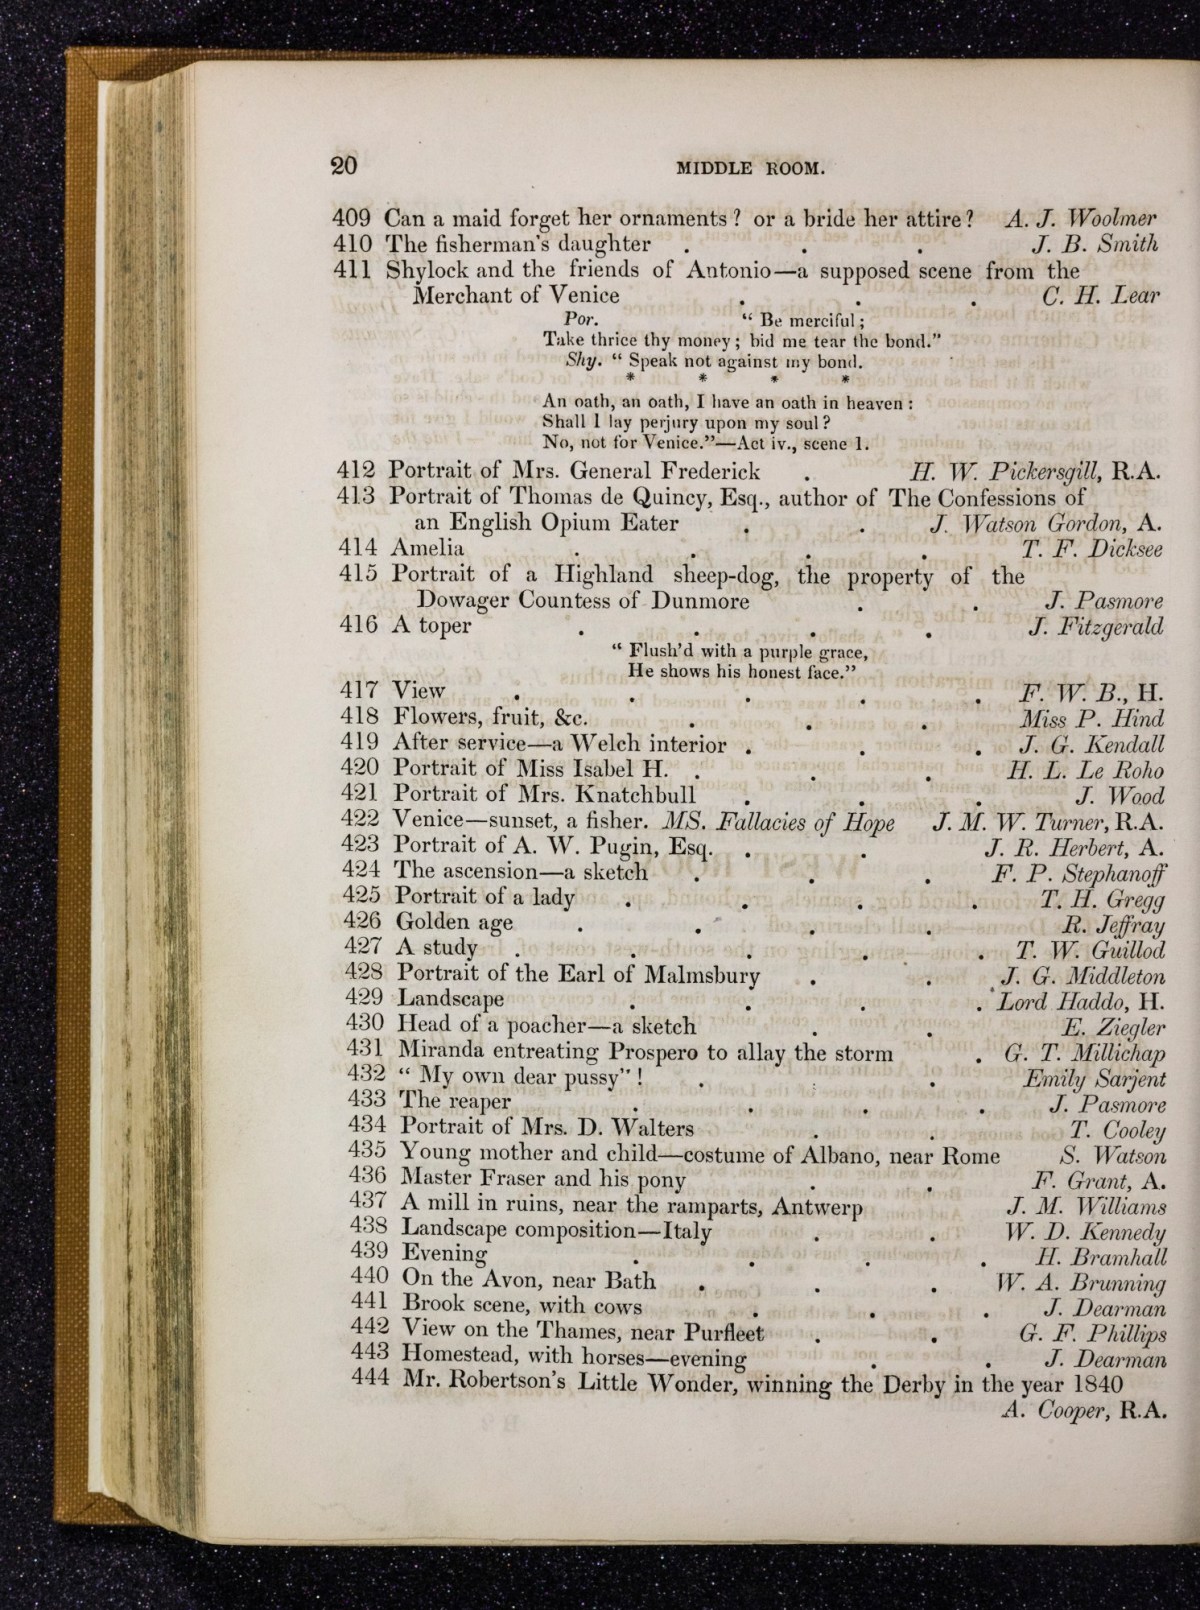 20 MIDDLE ROOM.
409 Can a maid forget her ornaments? or a bride her attire? A. J. Woolmer
410 The fisherman's daughter . . . J. B. Smith
411 Shylock and the friends of Antonio—a supposed scene from the
Merchant of Venice . . . C. H. Lear
Por. “ Be merciful ;
Take thrice thy money ; bid me tear the bond.”
Shy. “ Speak not against my bond.
* * * *
An oath, an oath, I have an oath in heaven :
Shall I lay perjury upon my soul?
No, not for Venice.”—Act iv., scene 1.
412 Portrait of Mrs. General Frederick . H. W. Pickersgill, R.A.
413 Portrait of Thomas de Quincy, Esq., author of The Confessions of
an English Opium Eater . . J. Watson Gordon, A.
414 Amelia . . . . T. F. Dicksee
415 Portrait of a Highland sheep-dog, the property of the
Dowager Countess of Dunmore . . J. Pasmore
416 A toper . . . . J. Fitzgerald
“ Flush'd with a purple grace,
He shows his honest face.”
417 View . . . . . F. W. B., H.
418 Flowers, fruit, &c. . . . Miss P. Hind
419 After service—a Welch interior . . . J. G. Kendall
420 Portrait of Miss Isabel H. . . . H. L. Le Roho
421 Portrait of Mrs. Knatchbull . . . J. Wood
422 Venice—sunset, a fisher. MS. Fallacies of Hope J. M. W. Turner, R.A.
423 Portrait of A. W. Pugin, Esq. . . J. R. Herbert, A.
424 The ascension—a sketch . . . F. P. Stephanoff
425 Portrait of a lady . . . . T. H. Gregg
426 Golden age . . . . R. Jeffray
427 A study . . . . . T. W. Guillod
428 Portrait of the Earl of Malmsbury . . J. G. Middleton
429 Landscape . . . . Lord Haddo, H.
430 Head of a poacher—a sketch . . E. Ziegler
431 Miranda entreating Prospero to allay the storm . G. T. Millichap
432 “ My own dear pussy” ! . . . Emily Sarjent
433 The reaper . . . . J. Pasmore
434 Portrait of Mrs. D. Walters . . T. Cooley
435 Young mother and child—costume of Albano, near Rome S. Watson
436 Master Fraser and his pony . . F. Grant, A.
437 A mill in ruins, near the ramparts, Antwerp J. M. Williams
438 Landscape composition—Italy . . W. D. Kennedy
439 Evening . . . . H. Bramhall
440 On the Avon, near Bath . . . W. A. Brunning
441 Brook scene, with cows . . . J. Dearman
442 View on the Thames, near Purfleet . . G. F. Phillips
443 Homestead, with horses—evening . . J. Dearman
444 Mr. Robertson's Little Wonder, winning the Derby in the year 1840
A. Cooper, R.A.